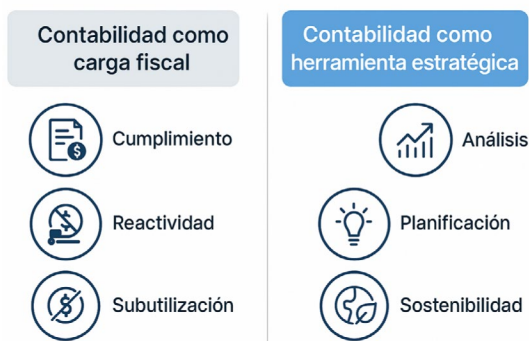 Contabilidad como
carga fiscal
Cumplimiento
Reactividad
Subutilización
Contabilidad como
herramienta estratégica
Análisis
Planificación
Sostenibilidad